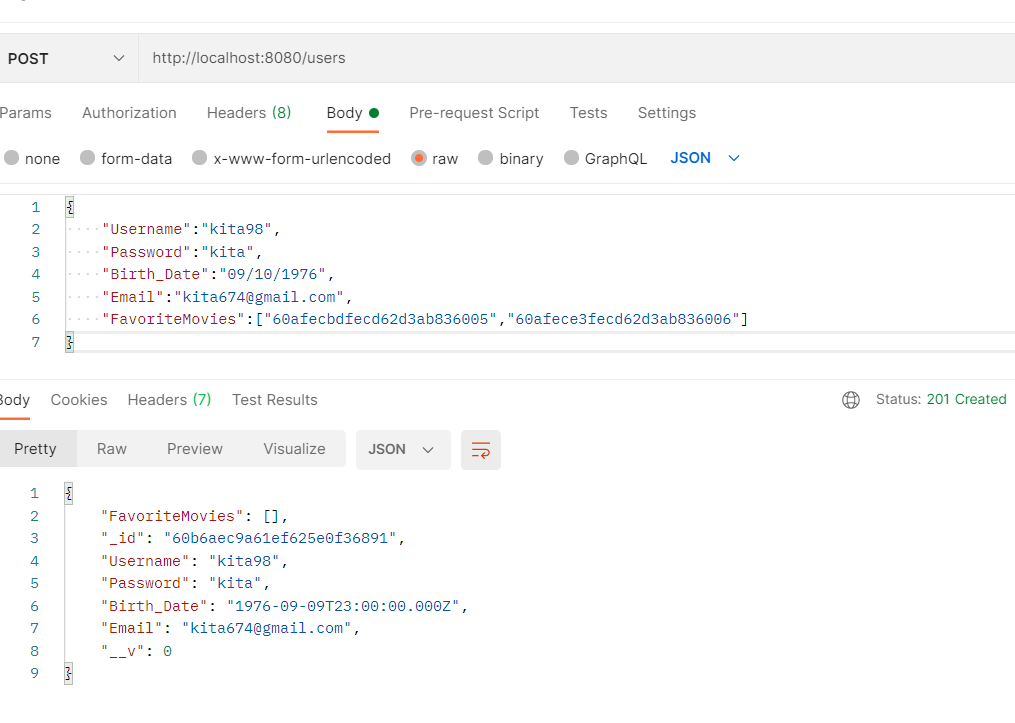 POST http://localhost:8080/users
Params Authorization Headers (8) Body Pre-request Script Tests Settings
none form-data x-www-form-urlencoded raw binary GraphQL JSON
1 {
2 ····"Username":"kita98",
3 ····"Password":"kita",
4 ····"Birth_Date":"09/10/1976",
5 ····"Email":"kita674@gmail.com",
6 ····"FavoriteMovies":["60afecbdfecd62d3ab836005","60afece3fecd62d3ab836006"]
7 }
Body Cookies Headers (7) Test Results Status: 201 Created
Pretty Raw Preview Visualize JSON
1 {
2 "FavoriteMovies": [],
3 "_id": "60b6aec9a61ef625e0f36891",
4 "Username": "kita98",
5 "Password": "kita",
6 "Birth_Date": "1976-09-09T23:00:00.000Z",
7 "Email": "kita674@gmail.com",
8 "__v": 0
9 }